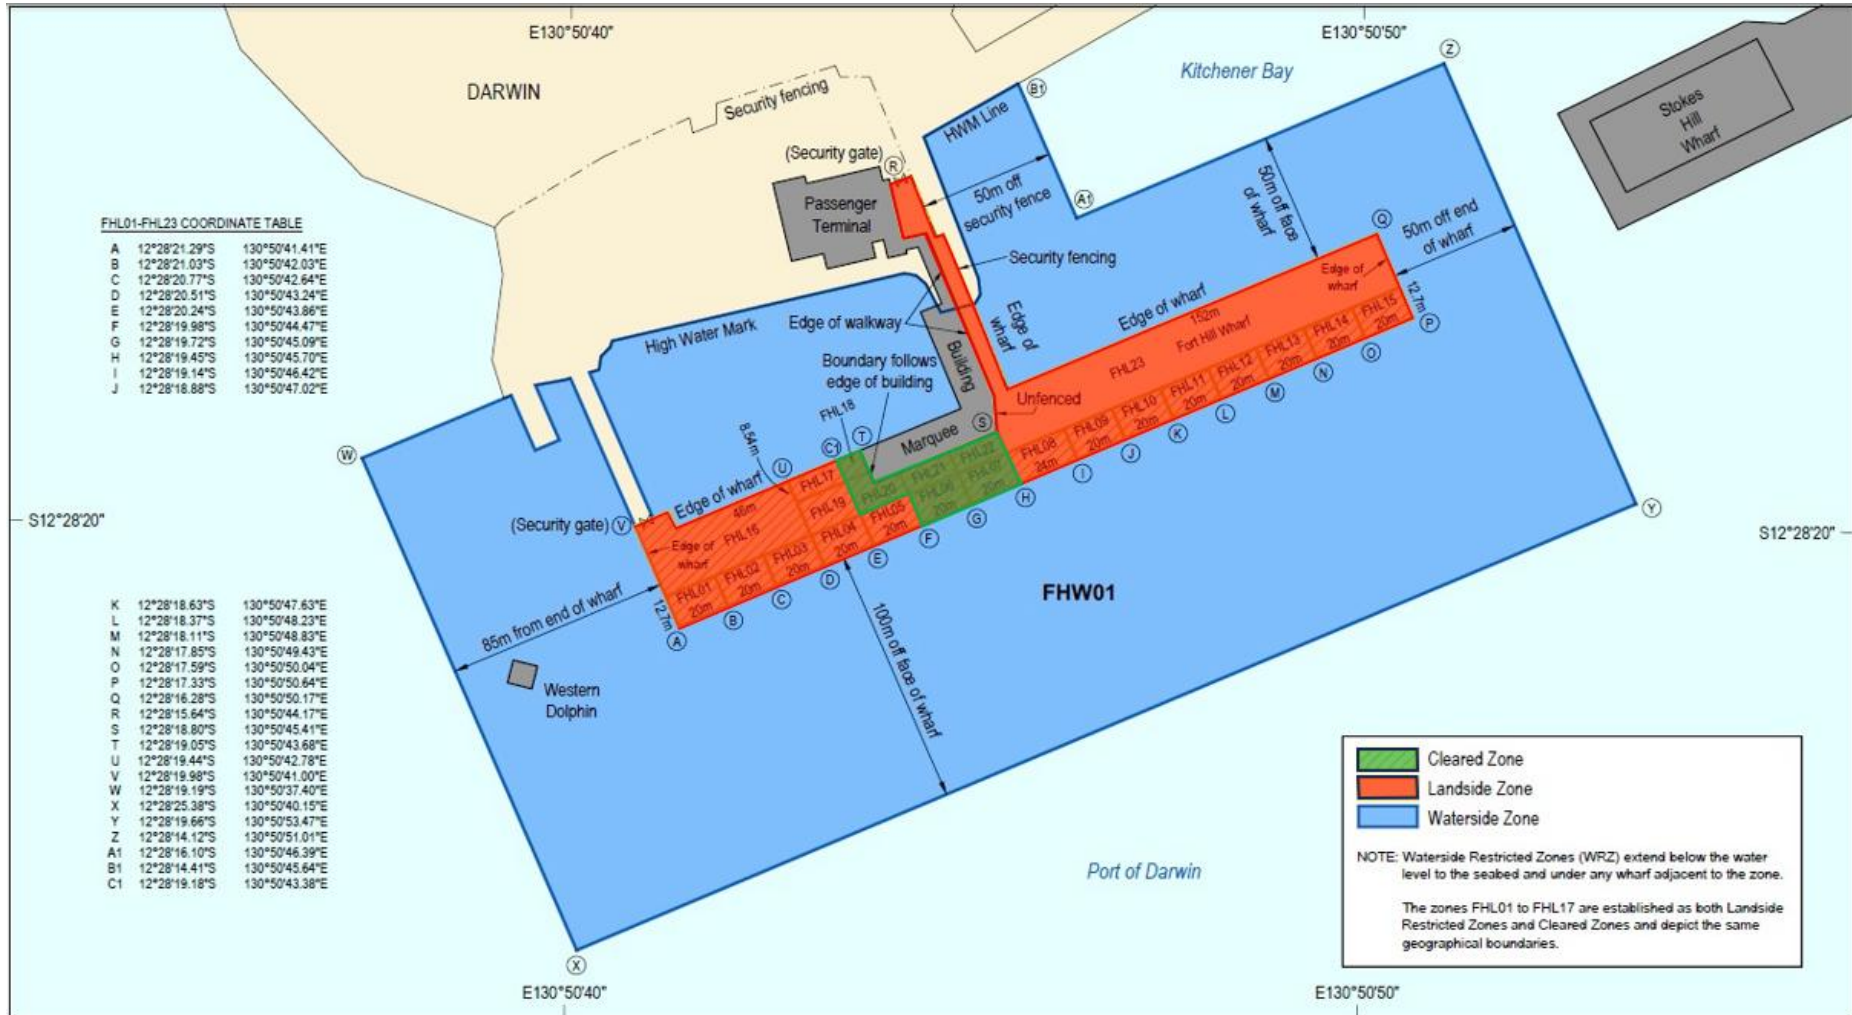 E130°50'40"
E130°50'50"
Z
Kitchener Bay
DARWIN
Security fencing
B1
HWM Line
Stokes
Hill
Wharf
(Security gate)
R
50m off
security fence
A1
50m off face
of wharf
Passenger
Terminal
Q
50m off end
of wharf
FHL01-FHL23 COORDINATE TABLE
A 12°28'21.29"S 130°50'41.41"E
B 12°28'21.03"S 130°50'42.03"E
C 12°28'20.77"S 130°50'42.64"E
D 12°28'20.51"S 130°50'43.24"E
E 12°28'20.24"S 130°50'43.86"E
F 12°28'19.98"S 130°50'44.47"E
G 12°28'19.72"S 130°50'45.09"E
H 12°28'19.45"S 130°50'45.70"E
I 12°28'19.14"S 130°50'46.42"E
J 12°28'18.88"S 130°50'47.02"E
Security fencing
Edge of
wharf
12.7m
P
Edge of wharf
152m
Fort Hill Wharf
FHL23
Edge of walkway
Edge of
wharf
High Water Mark
Building
Boundary follows
edge of building
Unfenced
FHL15
20m
O
FHL14
20m
N
FHL13
20m
M
FHL12
20m
L
FHL11
20m
K
FHL10
20m
J
FHL09
20m
I
FHL08
24m
H
FHL18
8.54m
C1
T
Marquee
S
W
U
Edge of wharf
46m
FHL17
FHL19
FHL16
FHL20
FHL21
FHL22
FHL07
20m
G
FHL06
20m
F
FHL05
20m
E
FHL04
20m
D
FHL03
20m
C
FHL02
20m
B
FHL01
20m
A
12.7m
S12°28'20"
(Security gate)
V
Edge of
wharf
Y
S12°28'20"
FHW01
85m from end of wharf
100m off face of wharf
Western
Dolphin
K 12°28'18.63"S 130°50'47.63"E
L 12°28'18.37"S 130°50'48.23"E
M 12°28'18.11"S 130°50'48.83"E
N 12°28'17.85"S 130°50'49.43"E
O 12°28'17.59"S 130°50'50.04"E
P 12°28'17.33"S 130°50'50.64"E
Q 12°28'16.28"S 130°50'50.17"E
R 12°28'15.64"S 130°50'44.17"E
S 12°28'18.80"S 130°50'45.41"E
T 12°28'19.05"S 130°50'43.68"E
U 12°28'19.44"S 130°50'42.78"E
V 12°28'19.98"S 130°50'41.00"E
W 12°28'19.19"S 130°50'37.40"E
X 12°28'25.38"S 130°50'40.15"E
Y 12°28'19.66"S 130°50'53.47"E
Z 12°28'14.12"S 130°50'51.01"E
A1 12°28'16.10"S 130°50'46.39"E
B1 12°28'14.41"S 130°50'45.64"E
C1 12°28'19.18"S 130°50'43.38"E
Port of Darwin
X
Cleared Zone
Landside Zone
Waterside Zone
NOTE: Waterside Restricted Zones (WRZ) extend below the water
level to the seabed and under any wharf adjacent to the zone.
The zones FHL01 to FHL17 are established as both Landside
Restricted Zones and Cleared Zones and depict the same
geographical boundaries.
E130°50'40"
E130°50'50"